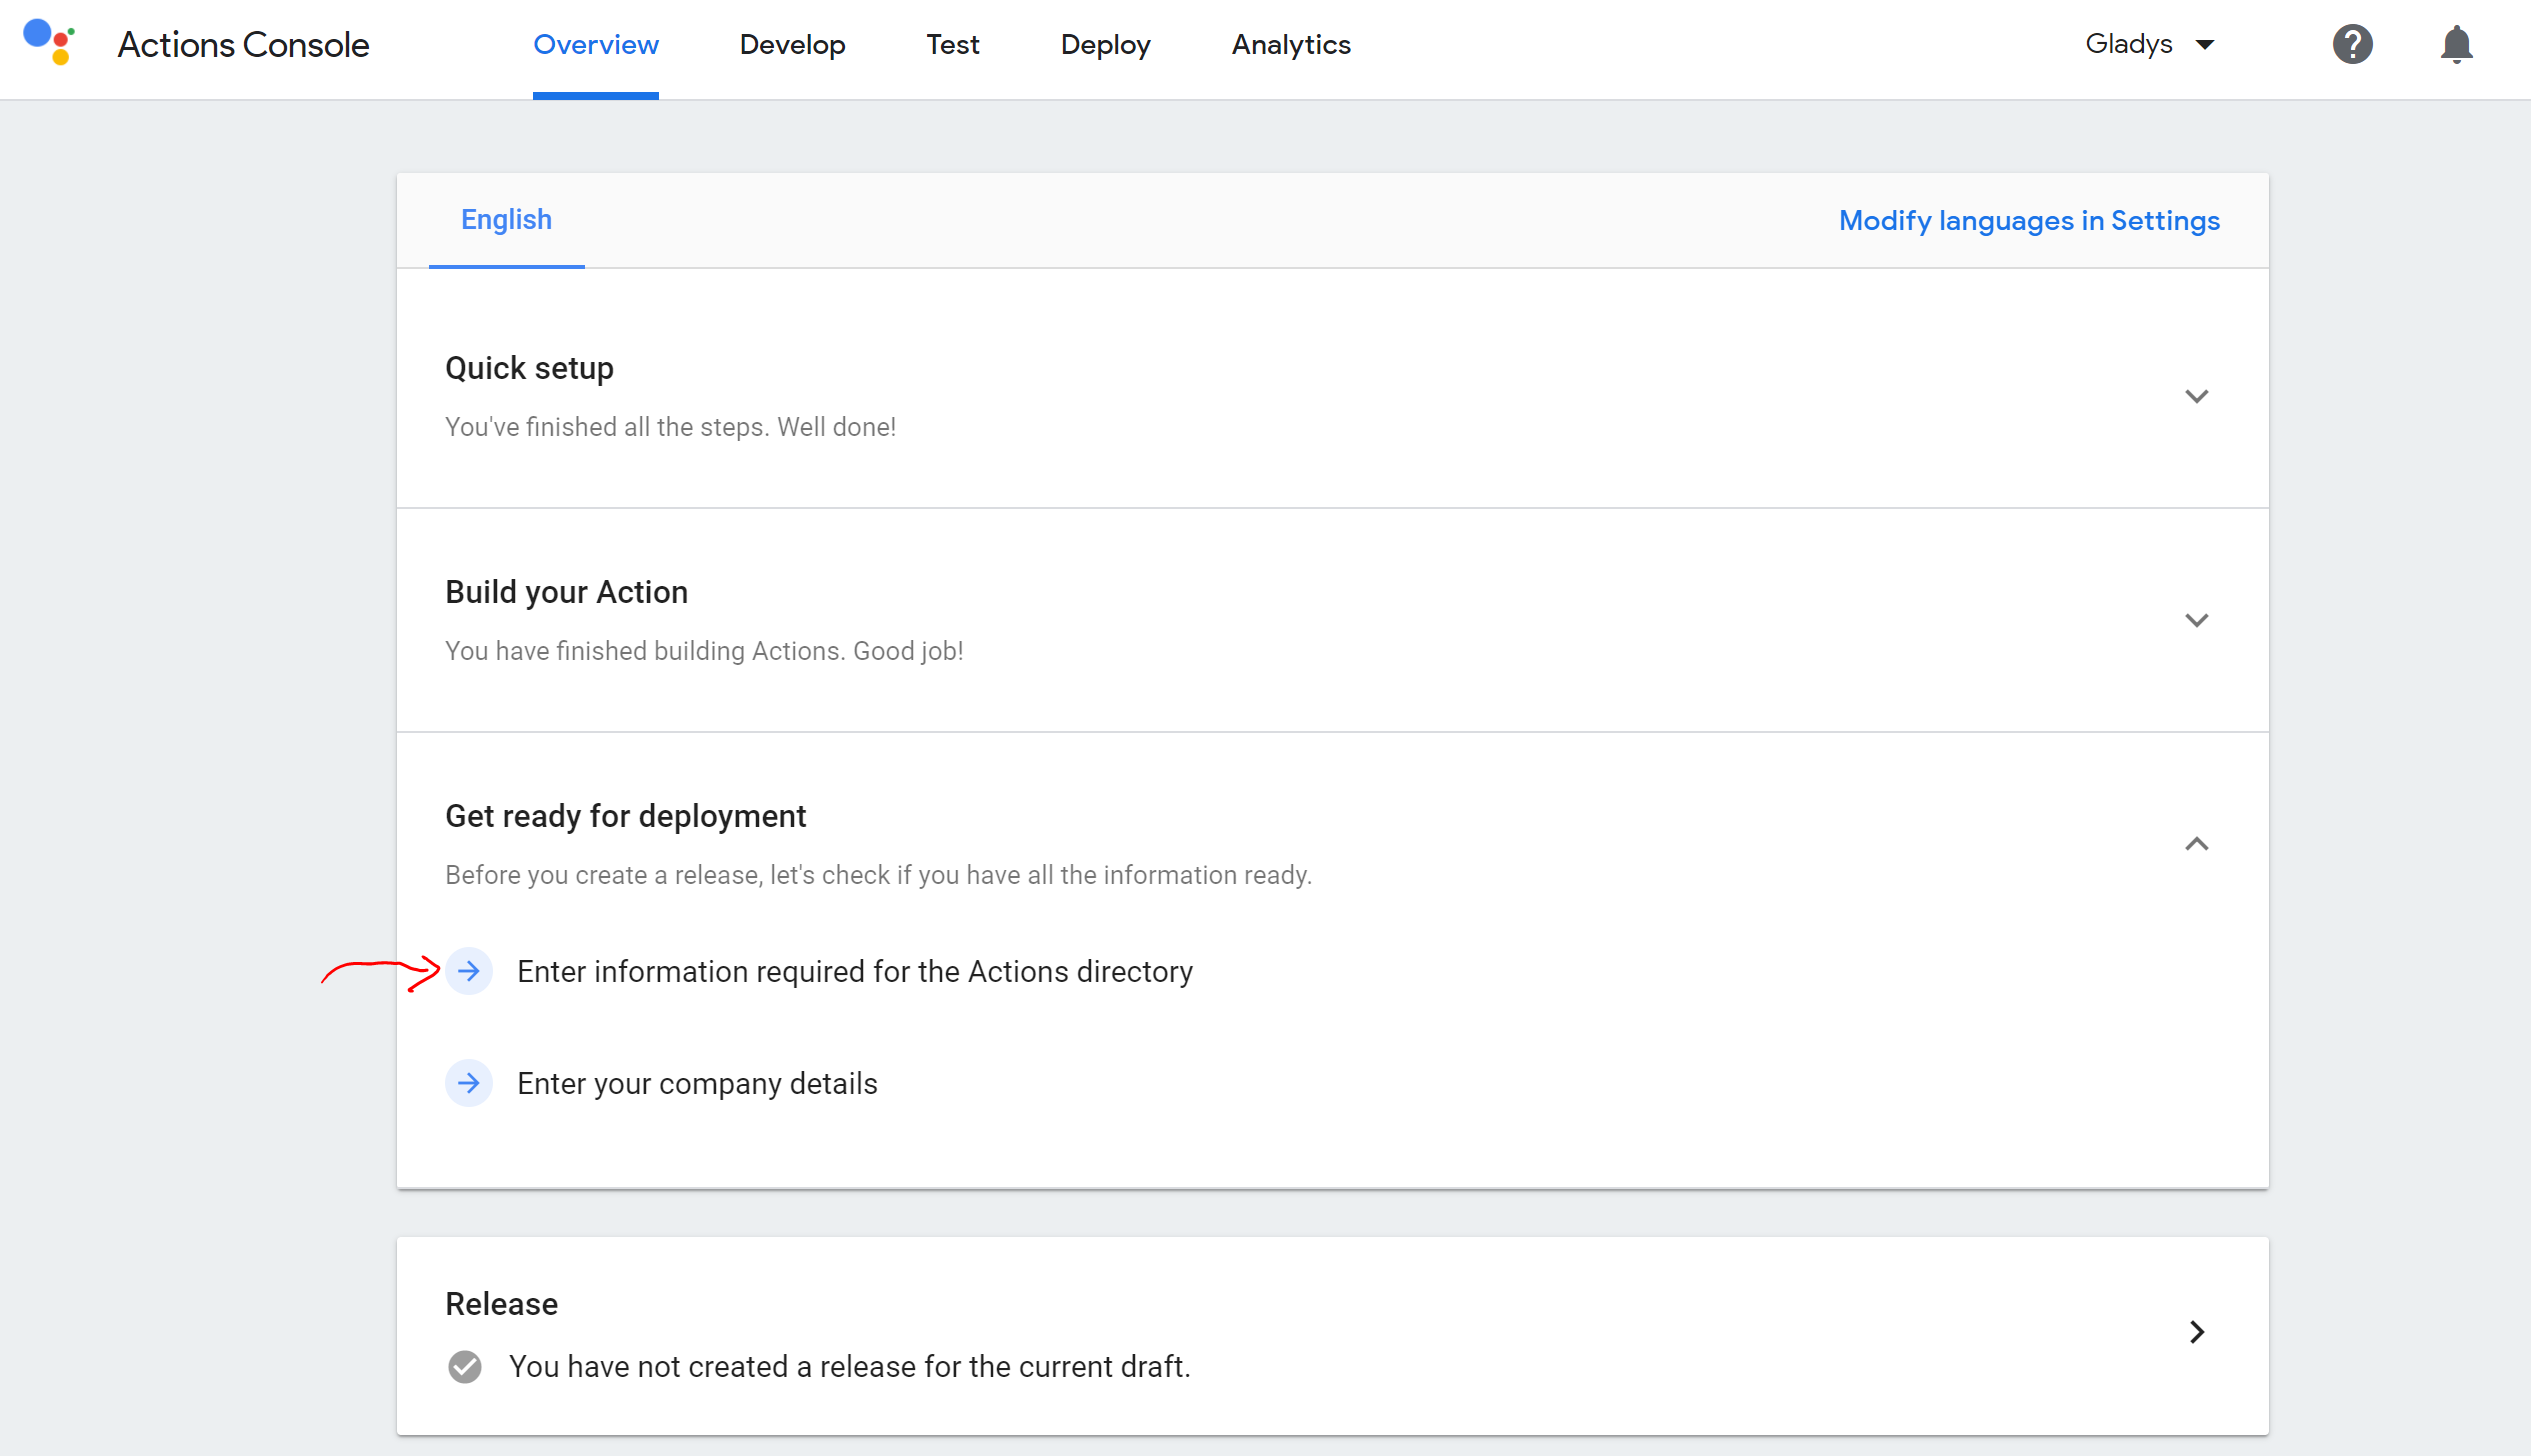 Actions Console
Overview Develop Test Deploy Analytics
Gladys
English
Modify languages in Settings
Quick setup
You've finished all the steps. Well done!
Build your Action
You have finished building Actions. Good job!
Get ready for deployment
Before you create a release, let's check if you have all the information ready.
Enter information required for the Actions directory
Enter your company details
Release
You have not created a release for the current draft.